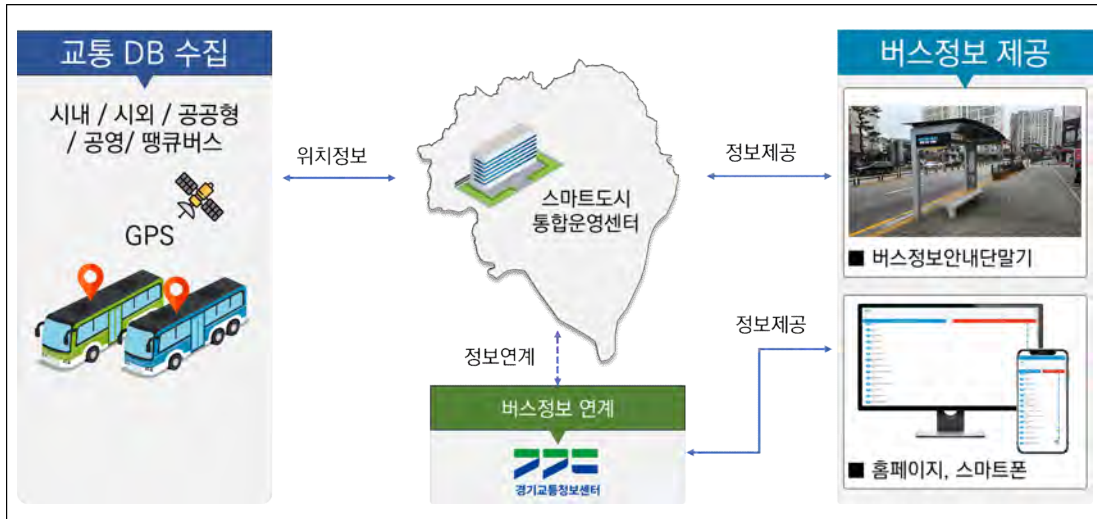 교통 DB 수집
시내 / 시외 / 공공형
/ 공영/ 땡큐버스
GPS
위치정보
스마트도시
통합운영센터
정보연계
버스정보 연계
경기교통정보센터
정보제공
정보제공
버스정보 제공
■ 버스정보안내단말기
■ 홈페이지, 스마트폰